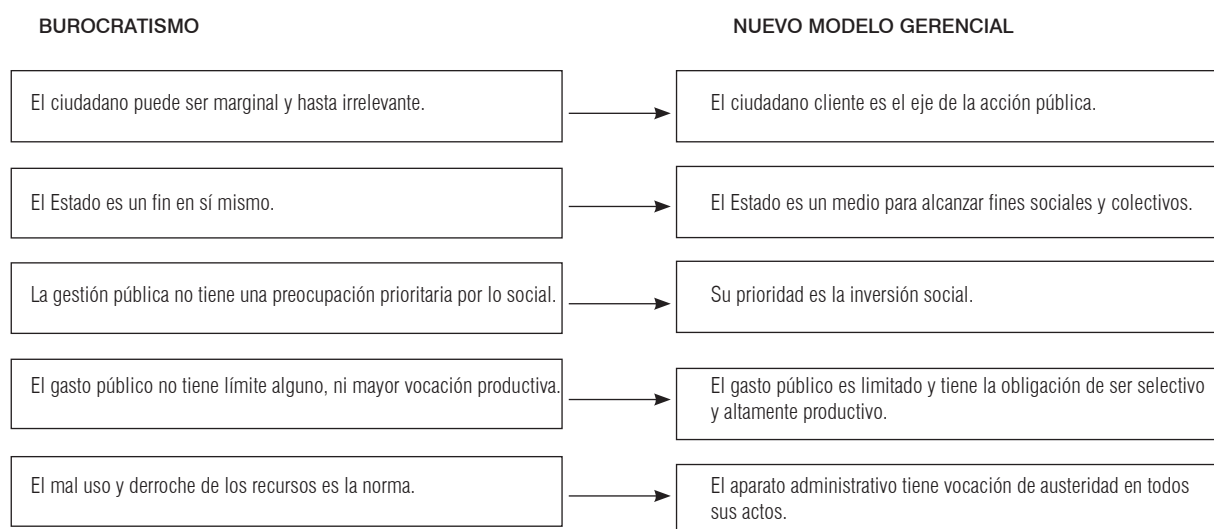 BUROCRATISMO
NUEVO MODELO GERENCIAL
El ciudadano puede ser marginal y hasta irrelevante.
El ciudadano cliente es el eje de la acción pública.
El Estado es un fin en sí mismo.
El Estado es un medio para alcanzar fines sociales y colectivos.
La gestión pública no tiene una preocupación prioritaria por lo social.
Su prioridad es la inversión social.
El gasto público no tiene límite alguno, ni mayor vocación productiva.
El gasto público es limitado y tiene la obligación de ser selectivo
y altamente productivo.
El mal uso y derroche de los recursos es la norma.
El aparato administrativo tiene vocación de austeridad en todos
sus actos.